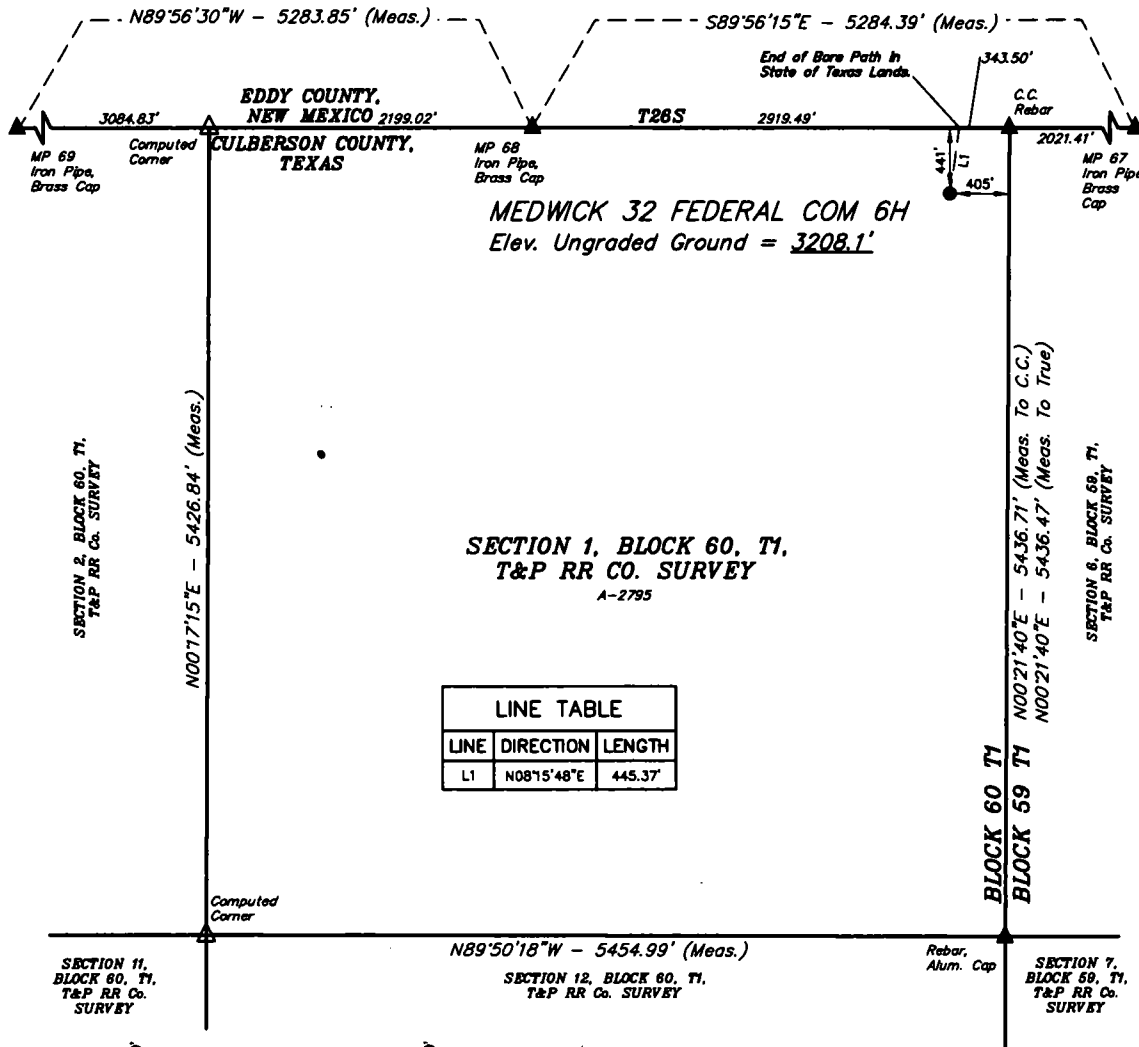 N89°56'30"W - 5283.85' (Meas.)
S89°56'15"E - 5284.39' (Meas.)
End of Bore Path In
State of Texas Lands.
343.50'
EDDY COUNTY,
NEW MEXICO
3084.83'
2199.02'
T26S
2919.49'
C.C.
Rebar
2021.41'
MP 69
Iron Pipe,
Brass Cap
Computed
Corner
CULBERSON COUNTY,
TEXAS
MP 68
Iron Pipe,
Brass Cap
441'
L1
405'
MP 67
Iron Pipe
Brass
Cap
MEDWICK 32 FEDERAL COM 6H
Elev. Ungraded Ground = 3208.1'
SECTION 2, BLOCK 60, T1,
T&P RR Co. SURVEY
N00°17'15"E - 5426.84' (Meas.)
SECTION 1, BLOCK 60, T1,
T&P RR CO. SURVEY
A-2795
N00°21'40"E - 5436.71' (Meas. To C.C.)
N00°21'40"E - 5436.47' (Meas. To True)
SECTION 6, BLOCK 59, T1,
T&P RR Co. SURVEY
LINE TABLE
LINE DIRECTION LENGTH
L1 N08°15'48"E 445.37'
BLOCK 60 T1
BLOCK 59 T1
Computed
Corner
N89°50'18"W - 5454.99' (Meas.)
Rebar,
Alum. Cap
SECTION 11,
BLOCK 60, T1,
T&P RR Co.
SURVEY
SECTION 12, BLOCK 60, T1,
T&P RR Co. SURVEY
SECTION 7,
BLOCK 59, T1,
T&P RR Co.
SURVEY